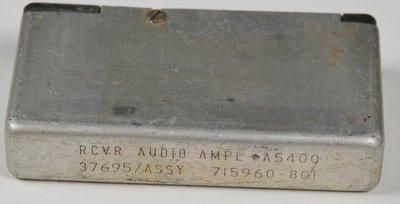 RCVR AUDIO AMPL A5400
37695/ASSY 715960-801